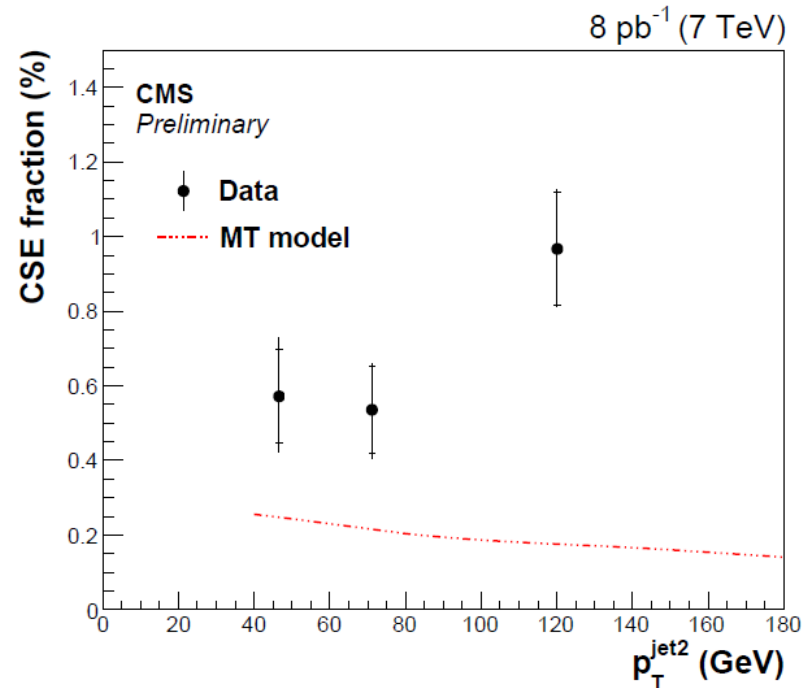 8 pb⁻¹ (7 TeV)
CSE fraction (%)
CMS
Preliminary
Data
MT model
1.4
1.2
1
0.8
0.6
0.4
0.2
0
0 20 40 60 80 100 120 140 160 180
p_T^jet2 (GeV)